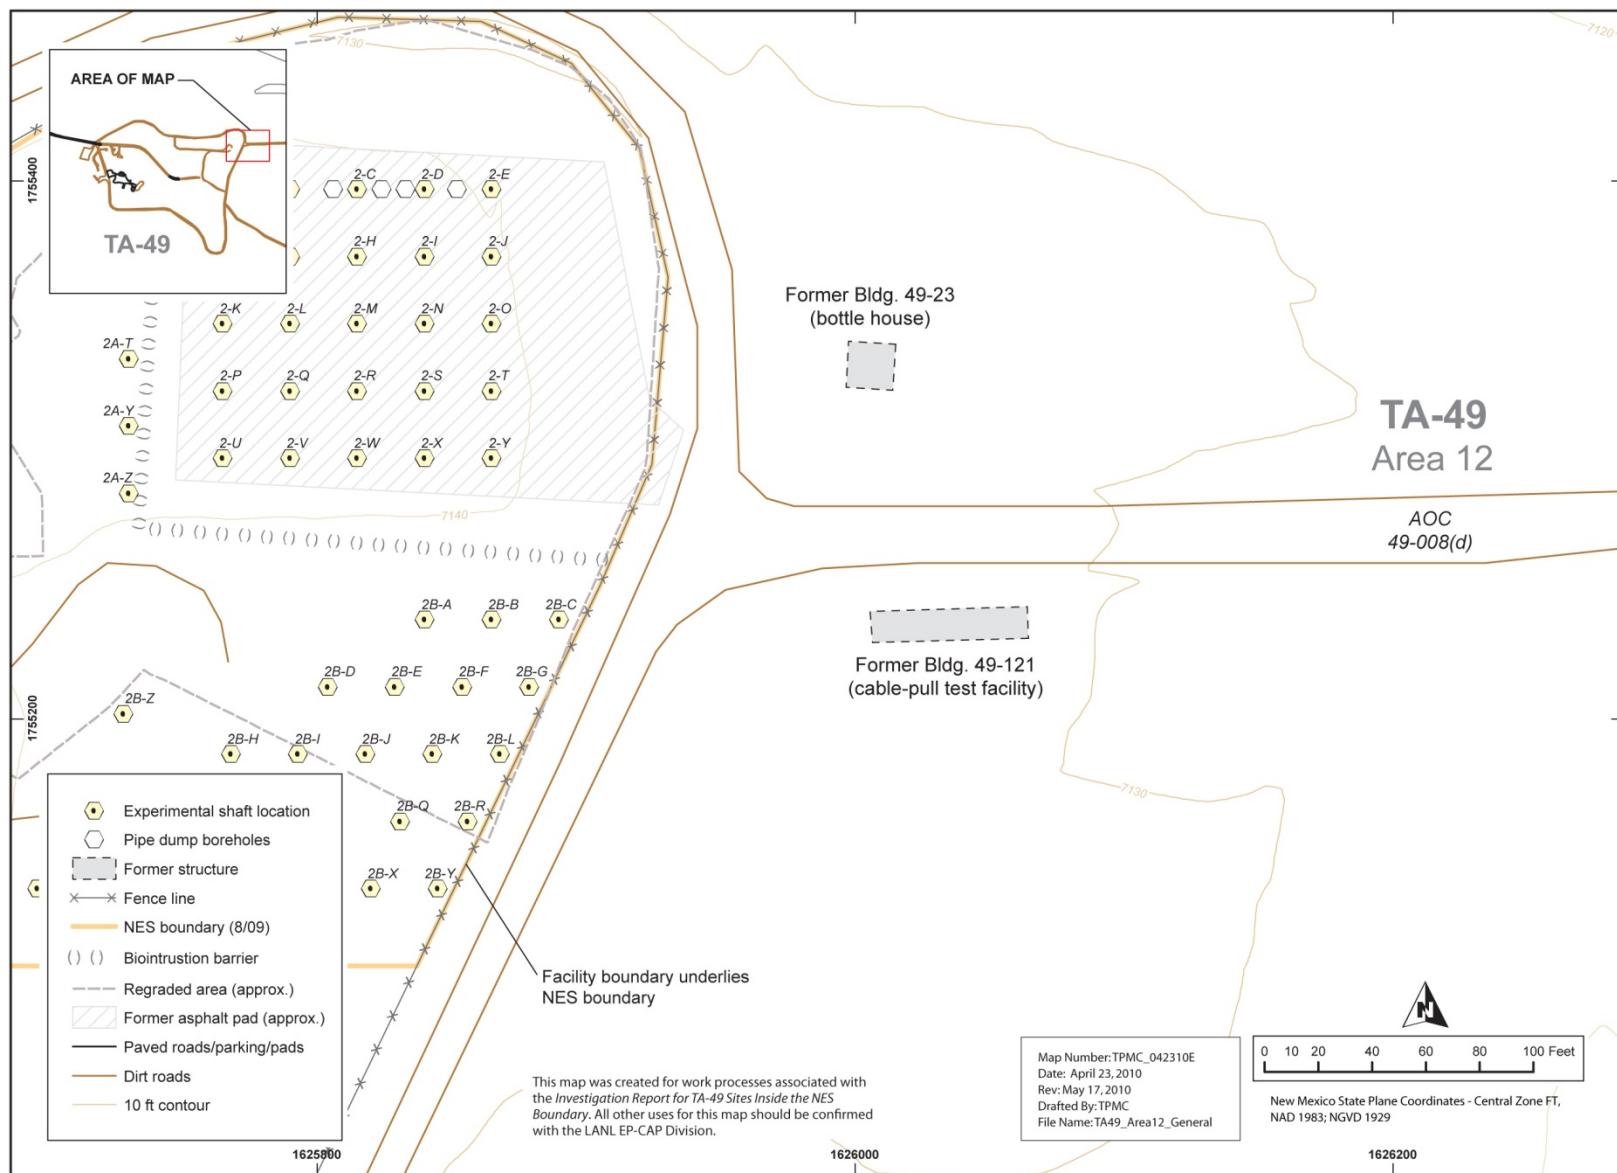 7130
7120
AREA OF MAP
TA-49
1755400
2-C
2-D
2-E
2-H
2-I
2-J
2-K
2-L
2-M
2-N
2-O
2A-T
2-P
2-Q
2-R
2-S
2-T
2A-Y
2-U
2-V
2-W
2-X
2-Y
2A-Z
7140
Former Bldg. 49-23
(bottle house)
TA-49
Area 12
AOC
49-008(d)
2B-A
2B-B
2B-C
2B-D
2B-E
2B-F
2B-G
Former Bldg. 49-121
(cable-pull test facility)
2B-Z
1755200
2B-H
2B-I
2B-J
2B-K
2B-L
7130
2B-Q
2B-R
2B-X
2B-Y
Experimental shaft location
Pipe dump boreholes
Former structure
Fence line
NES boundary (8/09)
Biointrustion barrier
Regraded area (approx.)
Former asphalt pad (approx.)
Paved roads/parking/pads
Dirt roads
10 ft contour
Facility boundary underlies
NES boundary
This map was created for work processes associated with
the Investigation Report for TA-49 Sites Inside the NES
Boundary. All other uses for this map should be confirmed
with the LANL EP-CAP Division.
Map Number: TPMC_042310E
Date: April 23, 2010
Rev: May 17, 2010
Drafted By: TPMC
File Name: TA49_Area12_General
N
0 10 20 40 60 80 100 Feet
New Mexico State Plane Coordinates - Central Zone FT,
NAD 1983; NGVD 1929
1625800
1626000
1626200